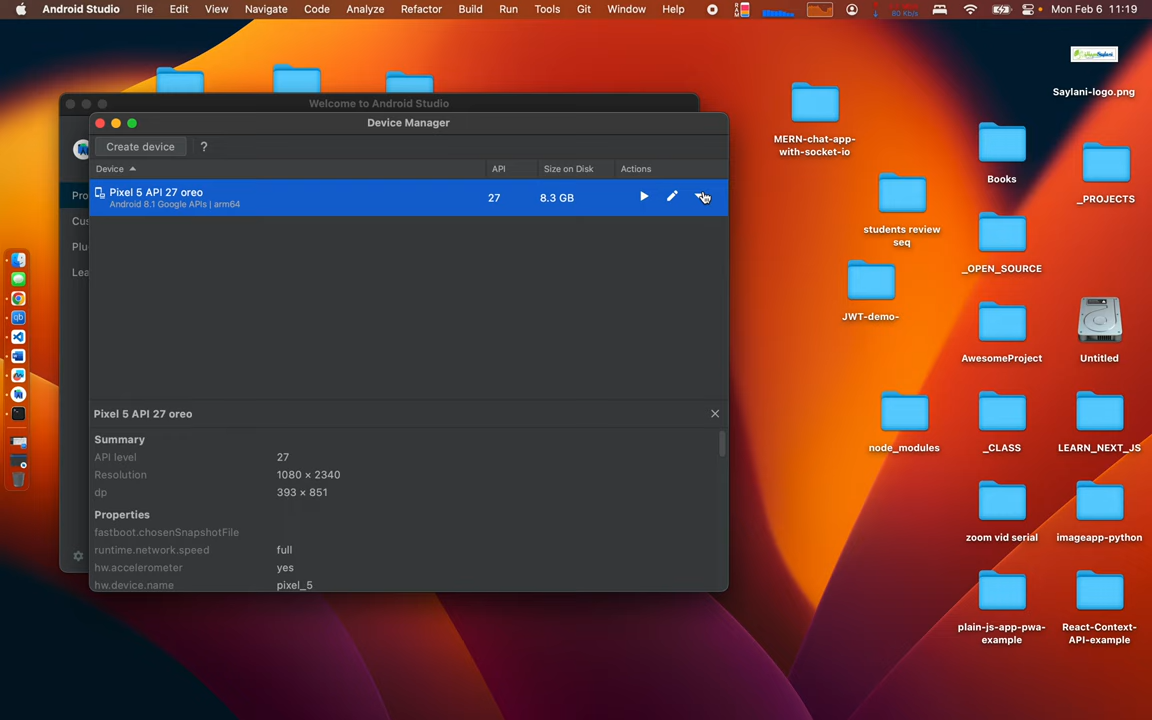 Android Studio File Edit View Navigate Code Analyze Refactor Build Run Tools Git Window Help
80 Kb/s Mon Feb 6 11:19
Saylani-logo.png
MERN-chat-app-
with-socket-io
Books
_PROJECTS
students review
seq
_OPEN_SOURCE
JWT-demo-
AwesomeProject
Untitled
node_modules
_CLASS
LEARN_NEXT_JS
zoom vid serial
imageapp-python
plain-js-app-pwa-
example
React-Context-
API-example
Welcome to Android Studio
Pro
Cus
Plu
Lea
Device Manager
Create device ?
Device API Size on Disk Actions
Pixel 5 API 27 oreo
Android 8.1 Google APIs | arm64
27 8.3 GB
Pixel 5 API 27 oreo
Summary
API level 27
Resolution 1080 × 2340
dp 393 × 851
Properties
fastboot.chosenSnapshotFile
runtime.network.speed full
hw.accelerometer yes
hw.device.name pixel_5